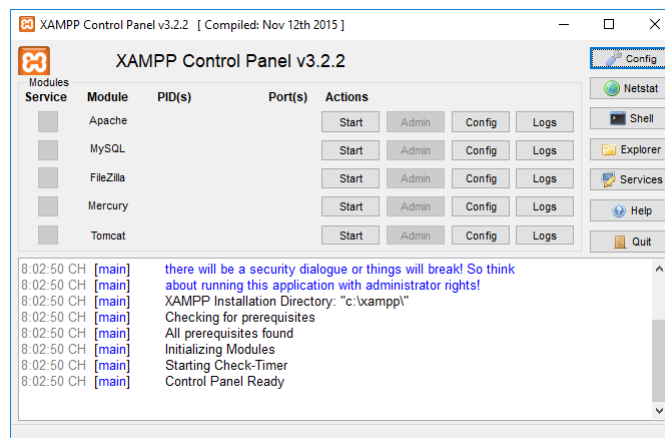 XAMPP Control Panel v3.2.2 [ Compiled: Nov 12th 2015 ]
XAMPP Control Panel v3.2.2
Config
Modules
Service Module PID(s) Port(s) Actions
Netstat
Apache Start Admin Config Logs
Shell
MySQL Start Admin Config Logs
Explorer
FileZilla Start Admin Config Logs
Services
Mercury Start Admin Config Logs
Help
Tomcat Start Admin Config Logs
Quit
8:02:50 CH [main] there will be a security dialogue or things will break! So think
8:02:50 CH [main] about running this application with administrator rights!
8:02:50 CH [main] XAMPP Installation Directory: "c:\xampp\"
8:02:50 CH [main] Checking for prerequisites
8:02:50 CH [main] All prerequisites found
8:02:50 CH [main] Initializing Modules
8:02:50 CH [main] Starting Check-Timer
8:02:50 CH [main] Control Panel Ready